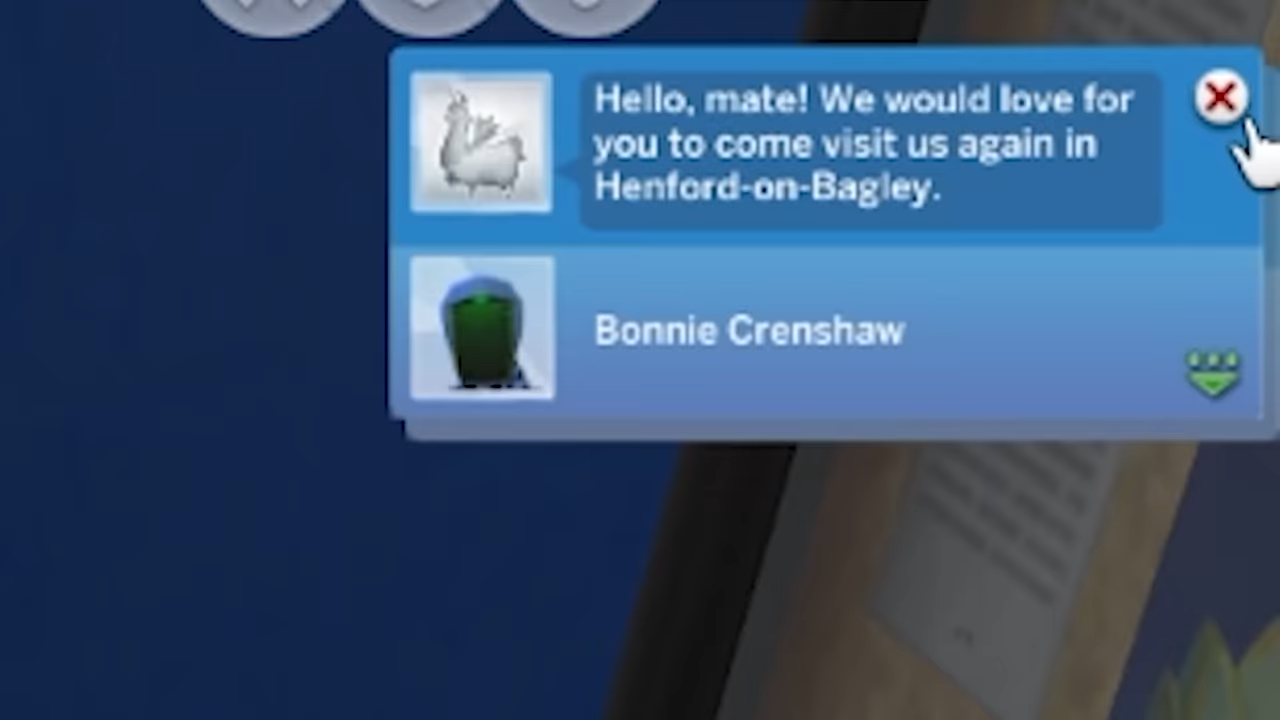 Hello, mate! We would love for
you to come visit us again in
Henford-on-Bagley.
Bonnie Crenshaw